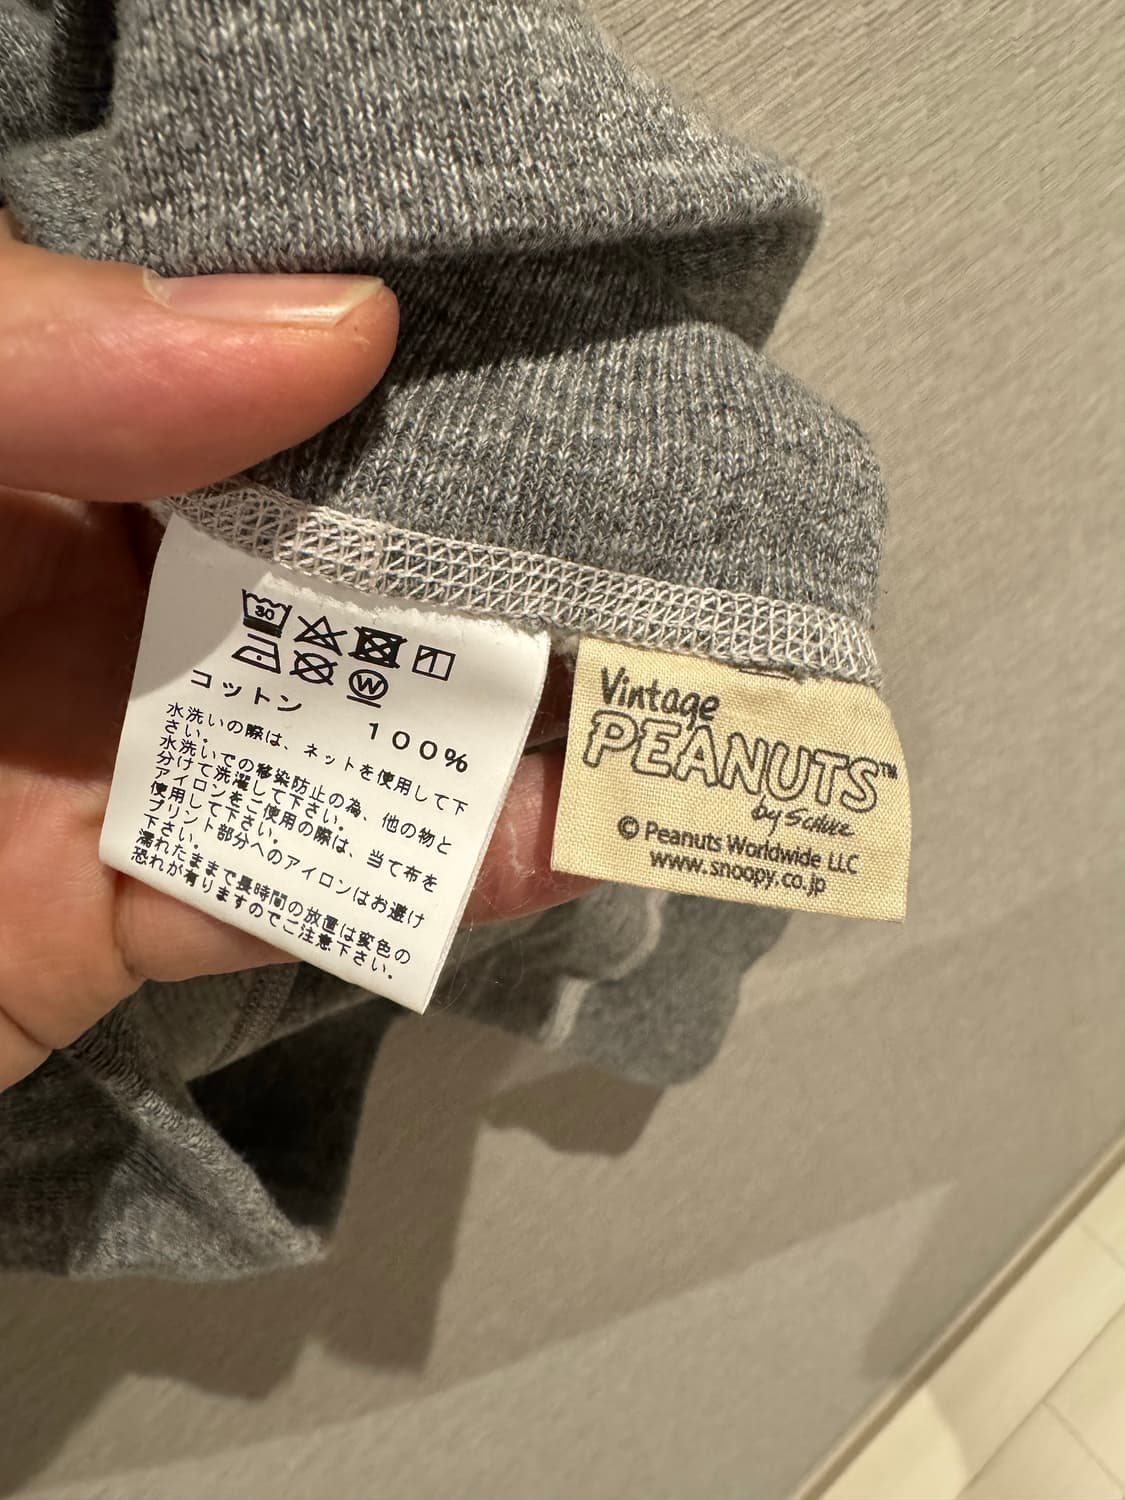 30
W
コットン
100%
水洗いの際は、ネットを使用して下
さい。
水洗いでの移染防止の為、他の物と
分けて洗濯して下さい。
アイロンをご使用の際は、当て布を
使用して下さい。
プリント部分へのアイロンはお避け
下さい。
濡れたままで長時間の放置は変色の
恐れが有りますのでご注意下さい。
Vintage
PEANUTS™
by Schulz
© Peanuts Worldwide LLC
www.snoopy.co.jp